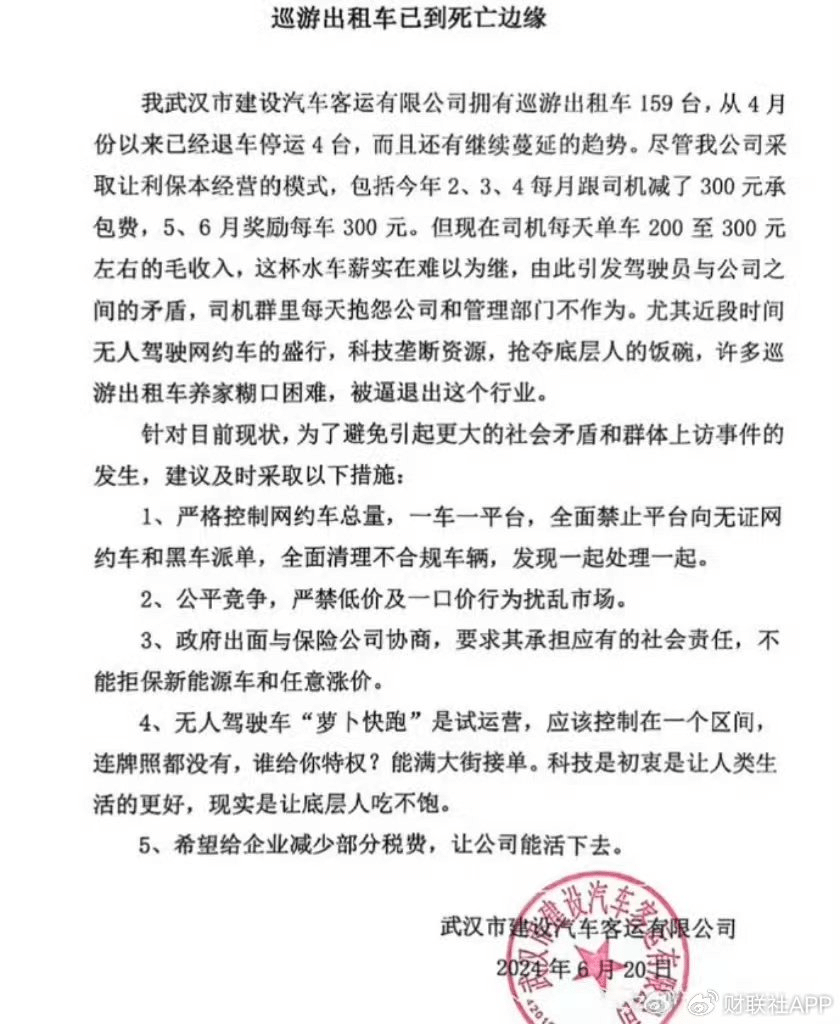 巡游出租车已到死亡边缘
我武汉市建设汽车客运有限公司拥有巡游出租车 159 台，从 4 月
份以来已经退车停运 4 台，而且还有继续蔓延的趋势。尽管我公司采
取让利保本经营的模式，包括今年 2、3、4 每月跟司机减了 300 元承
包费，5、6 月奖励每车 300 元。但现在司机每天单车 200 至 300 元
左右的毛收入，这杯水车薪实在难以为继，由此引发驾驶员与公司之
间的矛盾，司机群里每天抱怨公司和管理部门不作为。尤其近段时间
无人驾驶网约车的盛行，科技垄断资源，抢夺底层人的饭碗，许多巡
游出租车养家糊口困难，被逼退出这个行业。
针对目前现状，为了避免引起更大的社会矛盾和群体上访事件的
发生，建议及时采取以下措施：
1、严格控制网约车总量，一车一平台，全面禁止平台向无证网
约车和黑车派单，全面清理不合规车辆，发现一起处理一起。
2、公平竞争，严禁低价及一口价行为扰乱市场。
3、政府出面与保险公司协商，要求其承担应有的社会责任，不
能拒保新能源车和任意涨价。
4、无人驾驶车“萝卜快跑”是试运营，应该控制在一个区间，
连牌照都没有，谁给你特权？能满大街接单。科技是初衷是让人类生
活的更好，现实是让底层人吃不饱。
5、希望给企业减少部分税费，让公司能活下去。
武汉市建设汽车客运有限公司
2024 年 6 月 20 日
武汉市建设汽车客运有限
财联社APP